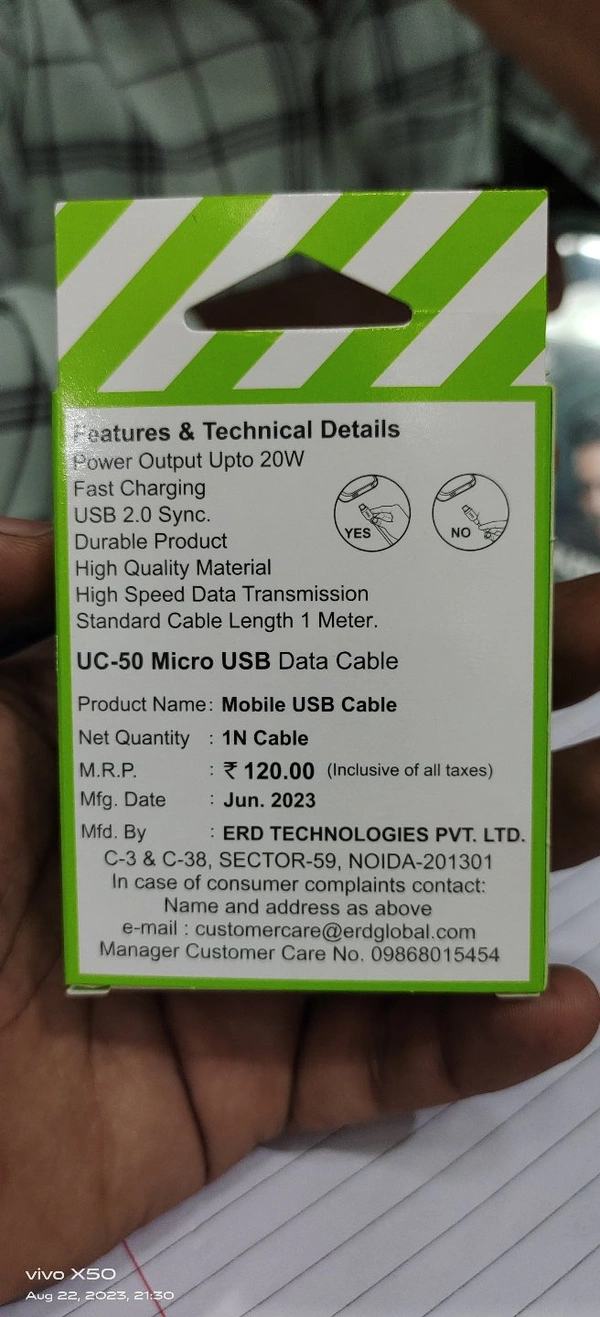 Features & Technical Details
Power Output Upto 20W
Fast Charging
USB 2.0 Sync.
Durable Product
High Quality Material
High Speed Data Transmission
Standard Cable Length 1 Meter.
YES
NO
UC-50 Micro USB Data Cable
Product Name : Mobile USB Cable
Net Quantity : 1N Cable
M.R.P. : ₹ 120.00 (Inclusive of all taxes)
Mfg. Date : Jun. 2023
Mfd. By : ERD TECHNOLOGIES PVT. LTD.
C-3 & C-38, SECTOR-59, NOIDA-201301
In case of consumer complaints contact:
Name and address as above
e-mail : customercare@erdglobal.com
Manager Customer Care No. 09868015454
vivo X50
Aug 22, 2023, 21:30